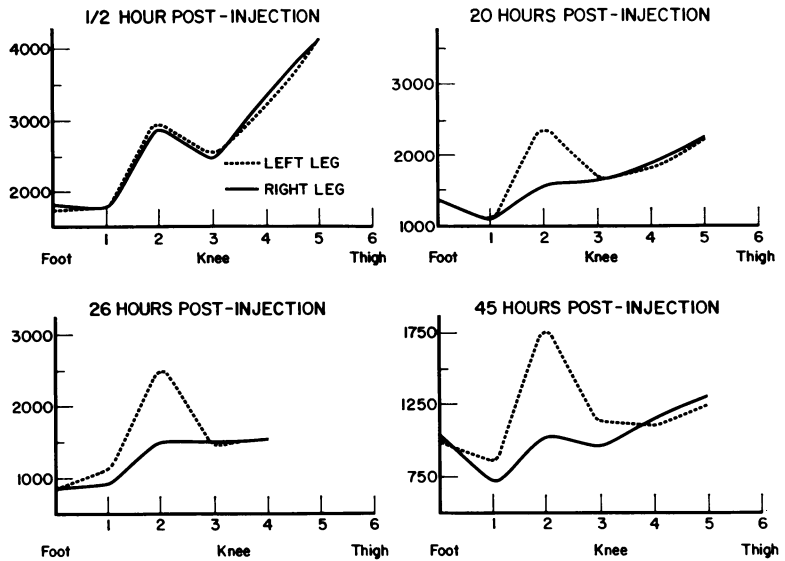 1/2 HOUR POST-INJECTION
4000
3000
2000
LEFT LEG
RIGHT LEG
1 2 3 4 5 6
Foot Knee Thigh
20 HOURS POST-INJECTION
3000
2000
1000
1 2 3 4 5 6
Foot Knee Thigh
26 HOURS POST-INJECTION
3000
2000
1000
1 2 3 4 5 6
Foot Knee Thigh
45 HOURS POST-INJECTION
1750
1250
750
1 2 3 4 5 6
Foot Knee Thigh